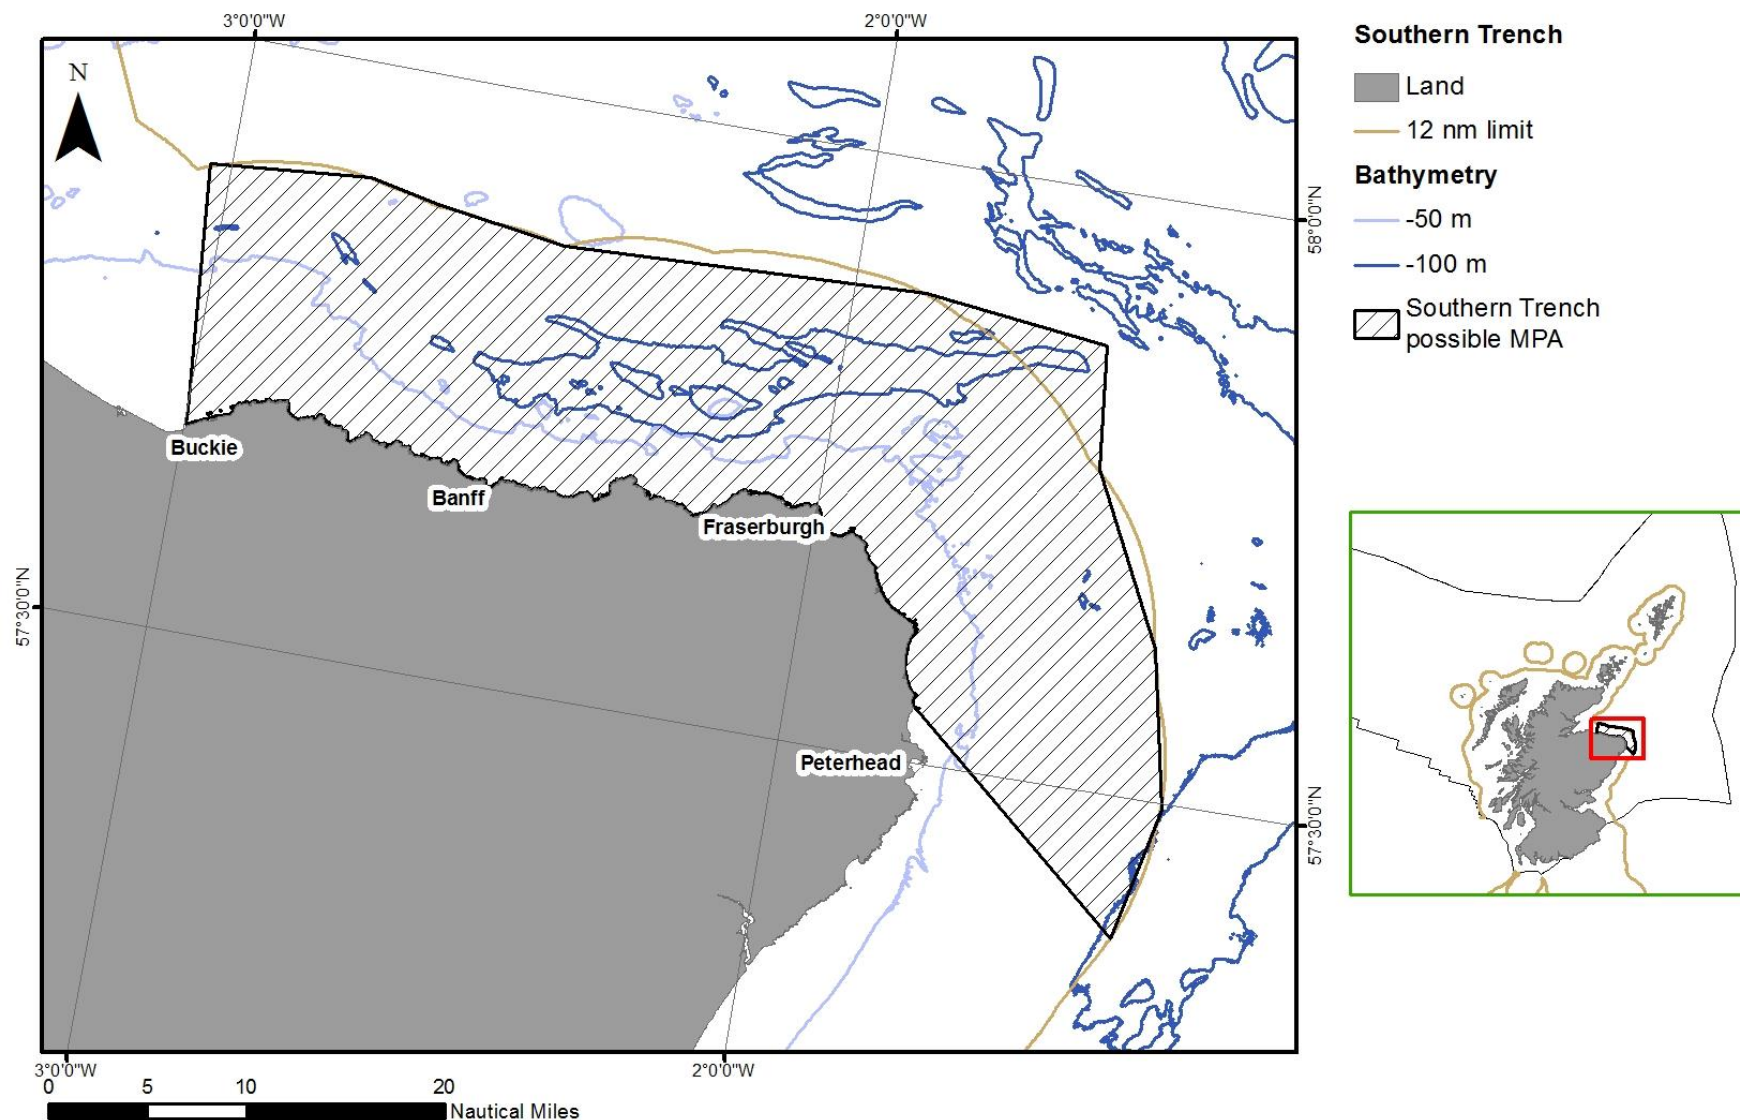 3°0'0"W
2°0'0"W
N
Southern Trench
Land
12 nm limit
Bathymetry
-50 m
-100 m
Southern Trench
possible MPA
58°0'0"N
Buckie
Banff
Fraserburgh
57°30'0"N
Peterhead
57°30'0"N
3°0'0"W
2°0'0"W
0
5
10
20
Nautical Miles